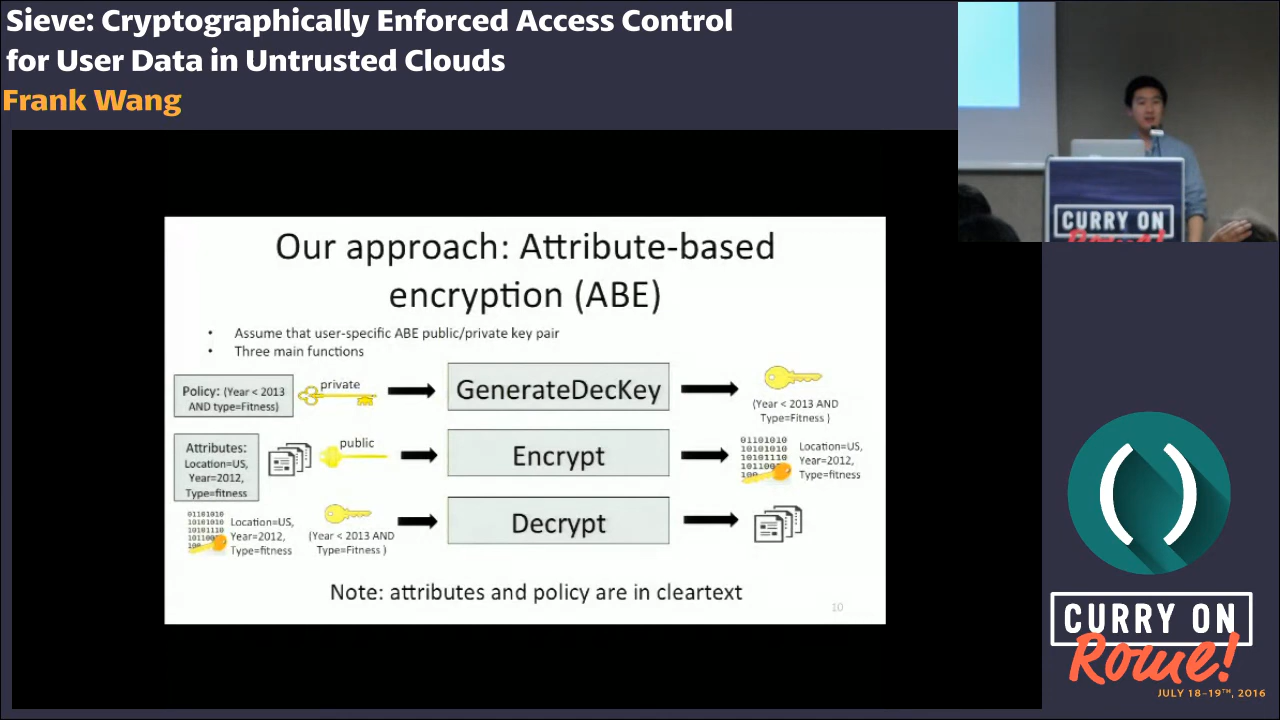 Sieve: Cryptographically Enforced Access Control
for User Data in Untrusted Clouds
Frank Wang
CURRY ON
Rome!
Our approach: Attribute-based
encryption (ABE)
• Assume that user-specific ABE public/private key pair
• Three main functions
Policy: (Year < 2013
AND type=Fitness)
private
GenerateDecKey
(Year < 2013 AND
Type=Fitness )
Attributes:
Location=US,
Year=2012,
Type=fitness
public
Encrypt
01101010
10101010
10101110
Location=US,
Year=2012,
Type=fitness
01101010
10101010
10101110
Location=US,
Year=2012,
Type=fitness
(Year < 2013 AND
Type=Fitness )
Decrypt
Note: attributes and policy are in cleartext
10
( )
CURRY ON
Rome!
JULY 18-19TH, 2016